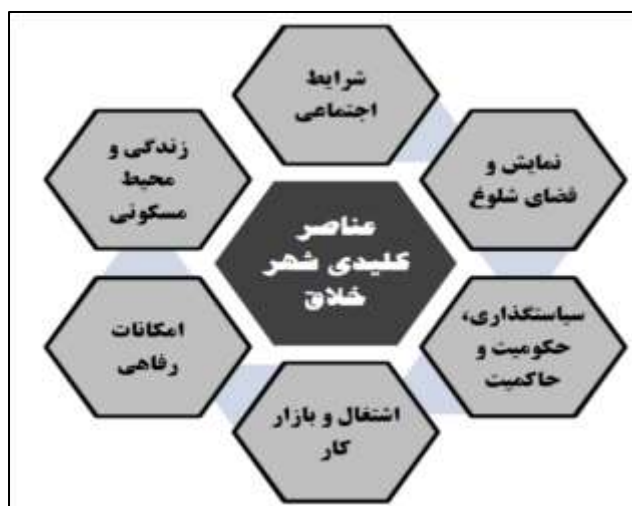 شرایط
اجتماعی
نمایش و
فضای شلوغ
سیاستگذاری،
حکومیت و
حاکمیت
اشتغال و بازار
کار
امکانات
رفاهی
زندگی و
محیط
مسکونی
عناصر
کلیدی شهر
خلاق